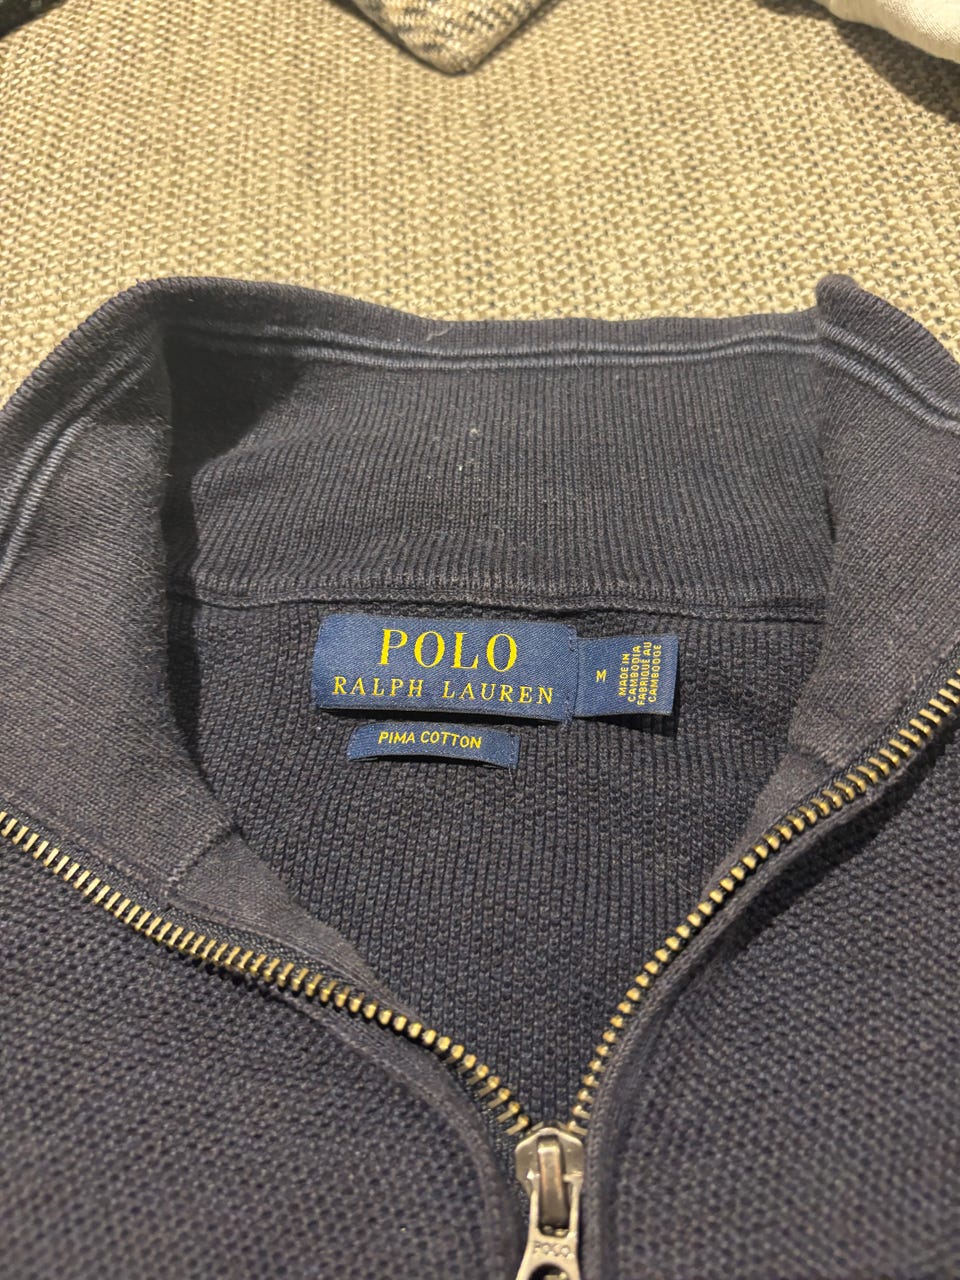 POLO
RALPH LAUREN
M
MADE IN
CAMBODIA
FABRIQUÉ AU
CAMBODGE
PIMA COTTON
POLO